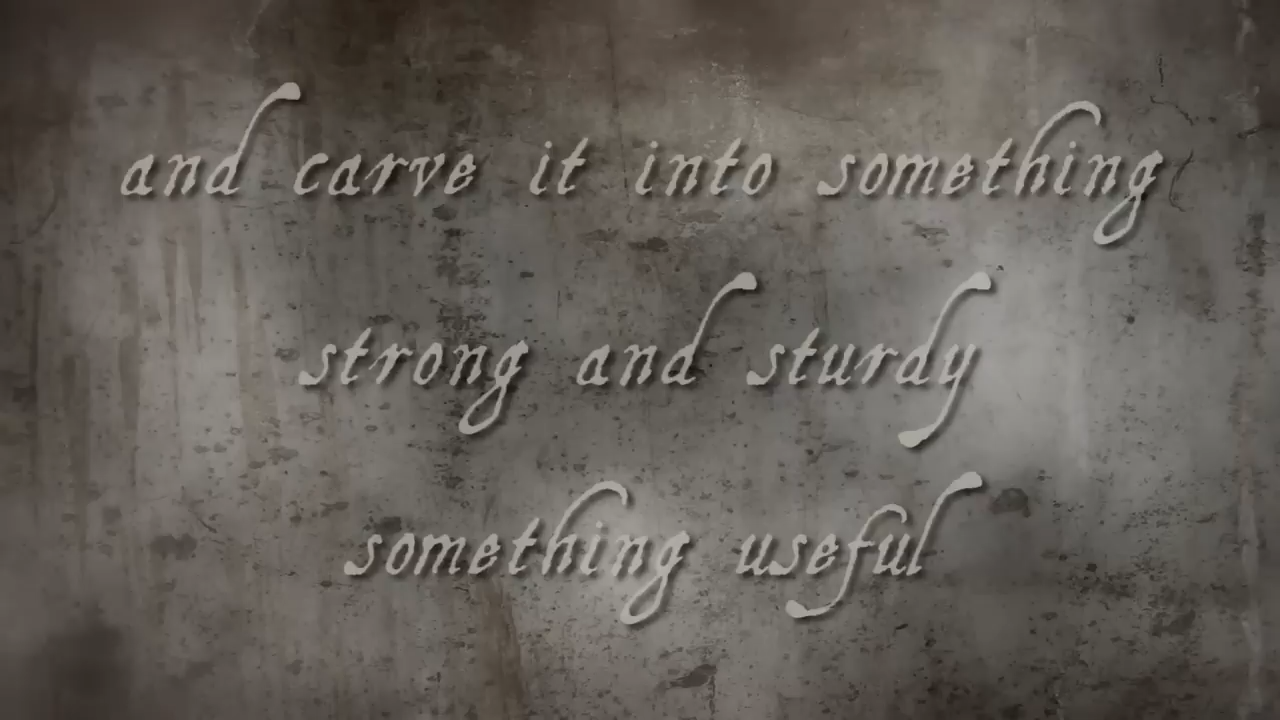 and carve it into something
strong and sturdy
something useful